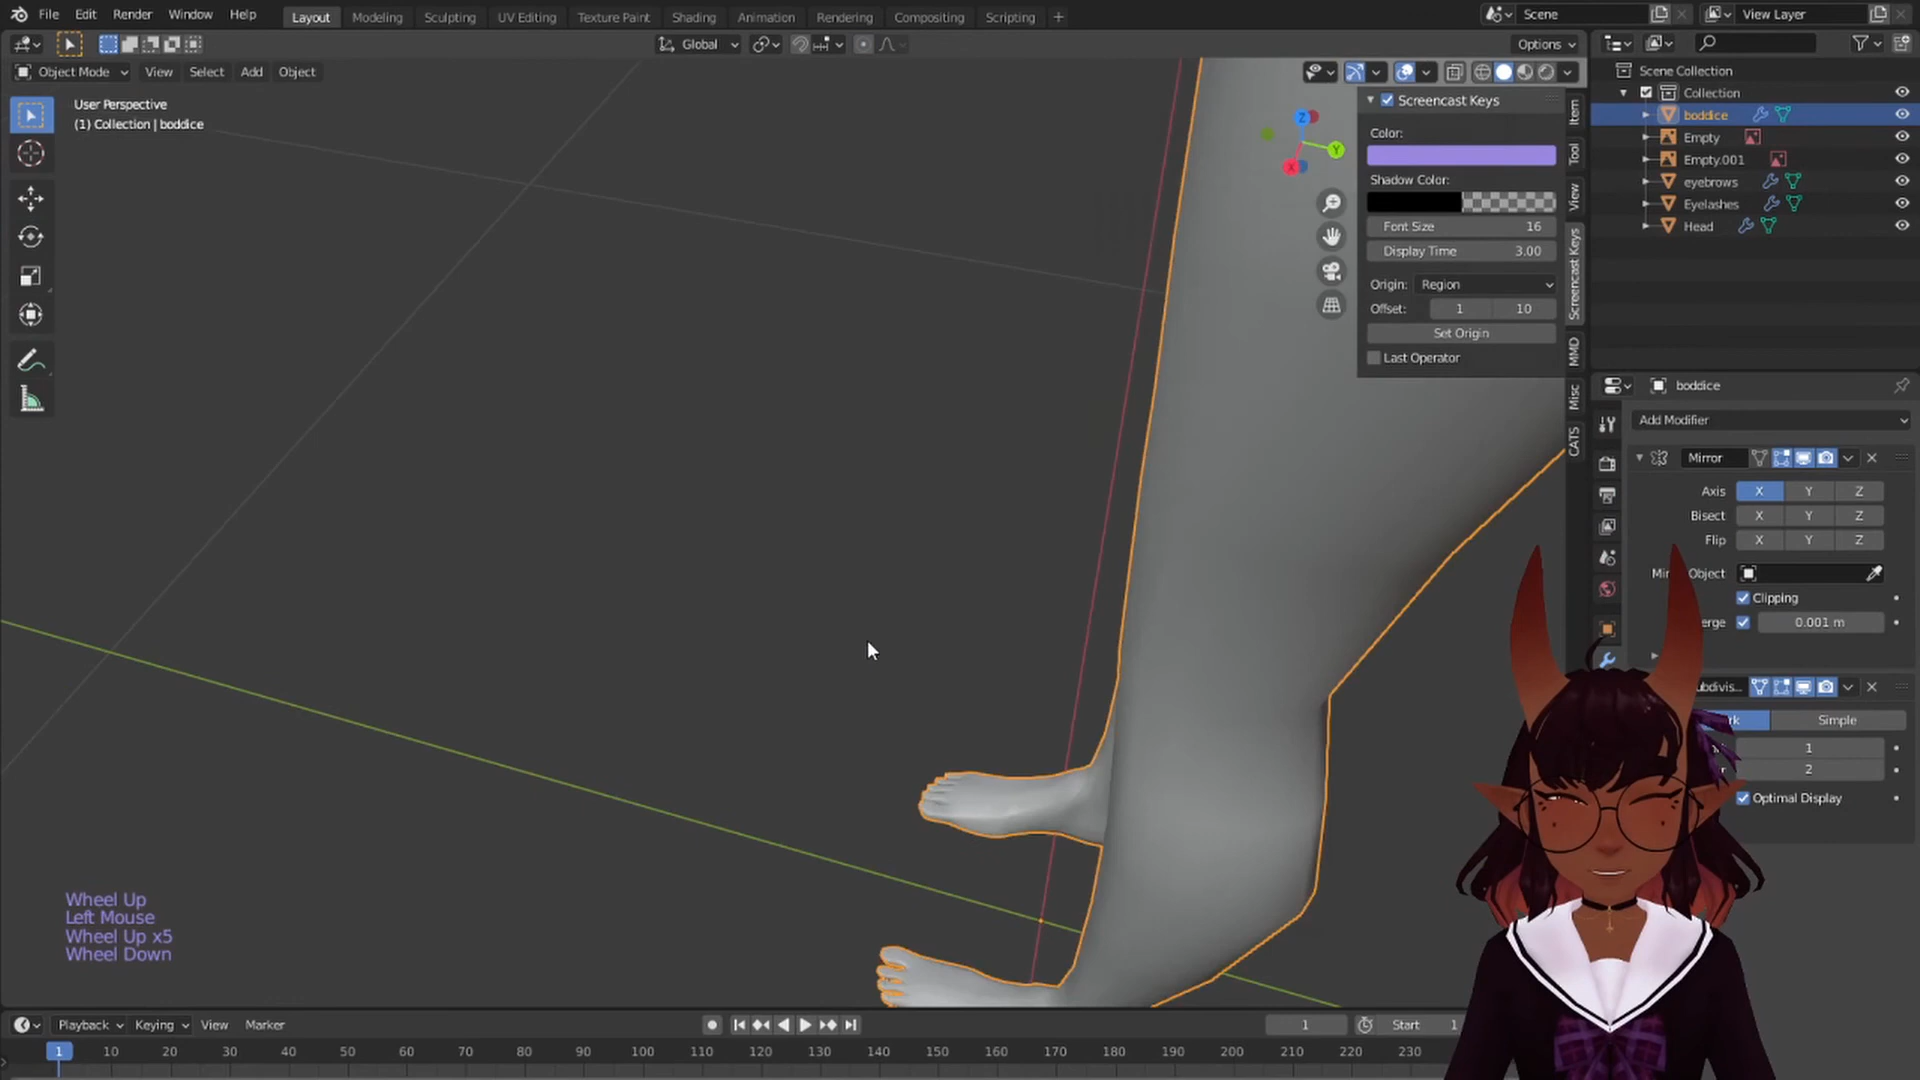 File Edit Render Window Help Layout Modeling Sculpting UV Editing Texture Paint Shading Animation Rendering Compositing Scripting + Scene View Layer
Global Options
Object Mode View Select Add Object
User Perspective
(1) Collection | boddice
Z
Y
X
Screencast Keys
Color:
Shadow Color:
Font Size 16
Display Time 3.00
Origin: Region
Offset: 1 10
Set Origin
Last Operator
Item
Tool
View
Screencast Keys
MMD
Misc
CATS
Scene Collection
Collection
boddice
Empty
Empty.001
eyebrows
Eyelashes
Head
boddice
Add Modifier
Mirror
Axis X Y Z
Bisect X Y Z
Flip X Y Z
Object
Clipping
0.001 m
Simple
1
2
Optimal Display
Wheel Up
Left Mouse
Wheel Up x5
Wheel Down
Playback Keying View Marker 1 Start 1
1 10 20 30 40 50 60 70 80 90 100 110 120 130 140 150 160 170 180 190 200 210 220 230